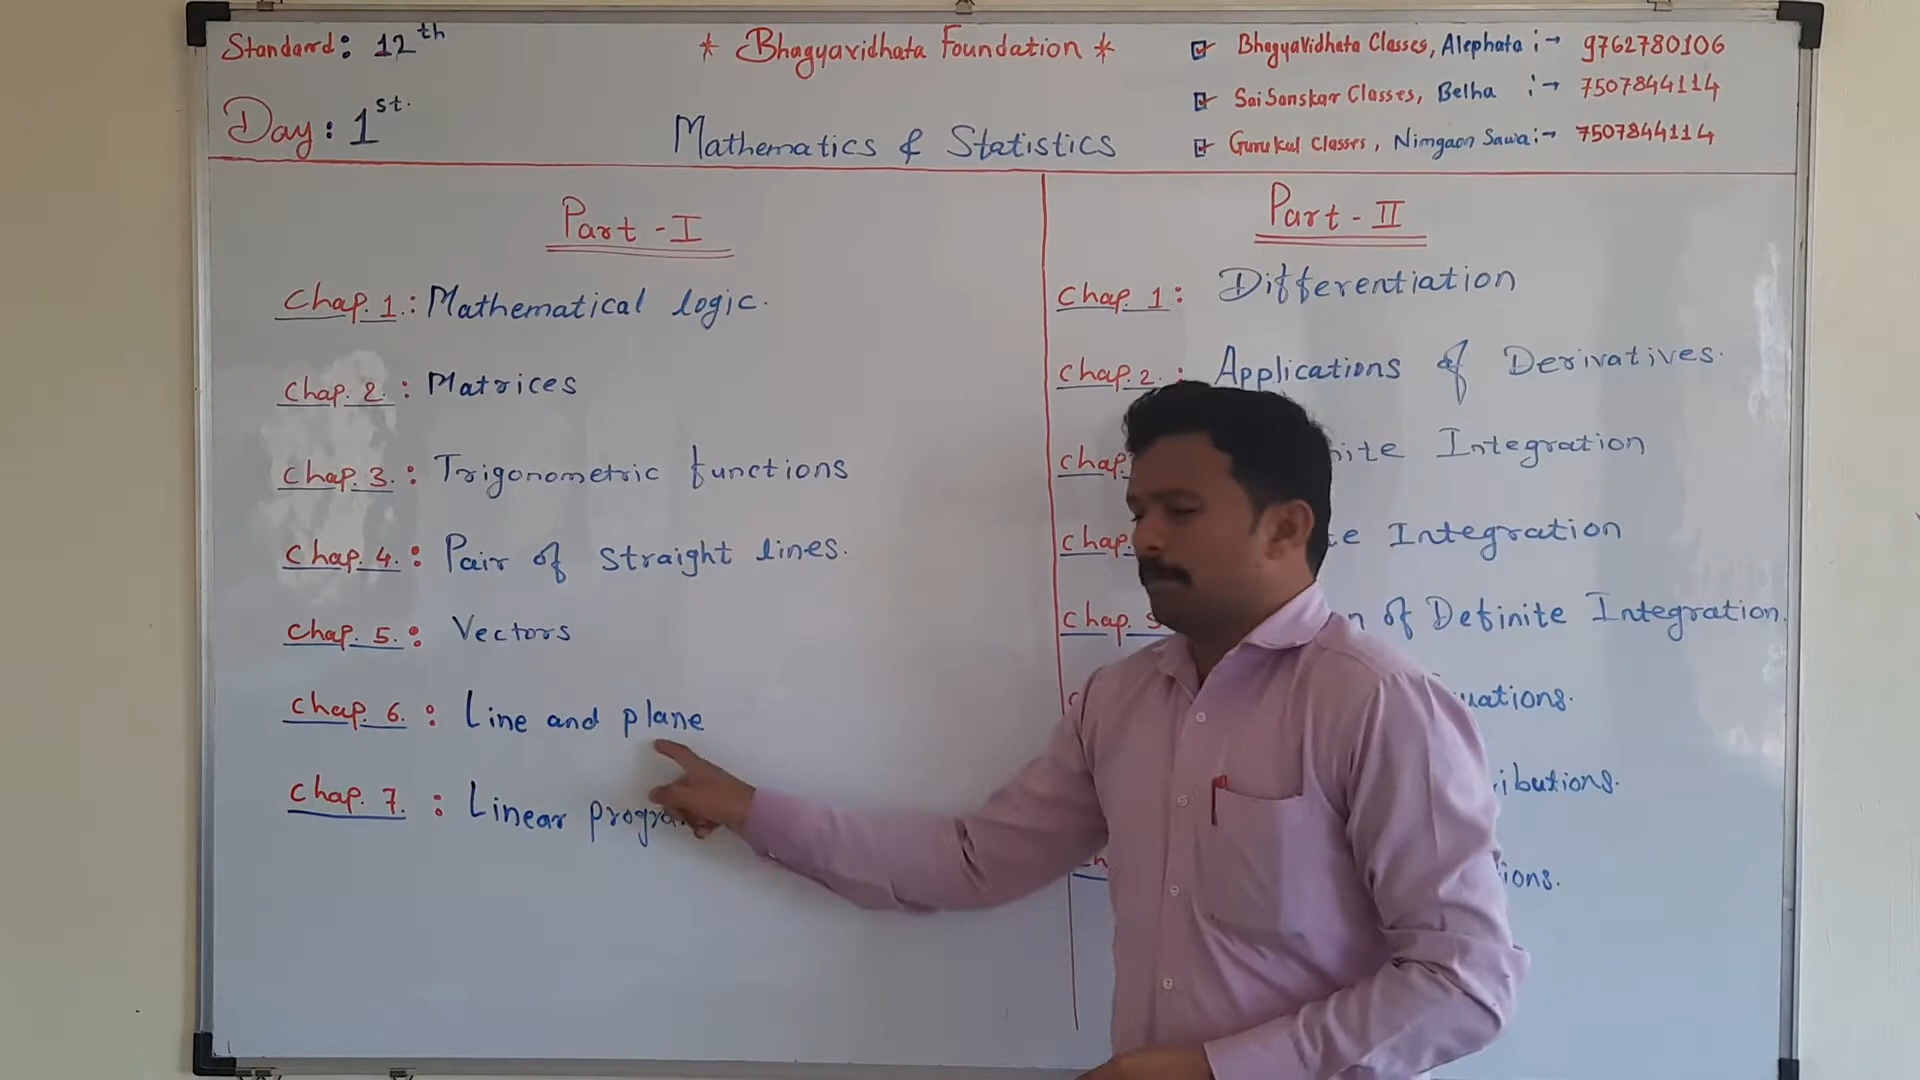 Standard: 12th
* Bhagyavidhata Foundation *
Day: 1st.
Mathematics & Statistics
Bhagyavidhata Classes, Alephata :→ 9762780106
Sai Sanskar Classes, Belha :→ 7507844114
Gurukul Classes, Nimgaon Sawa:→ 7507844114
Part - I
Chap. 1.: Mathematical logic.
Chap. 2. : Matrices
Chap. 3. : Trigonometric functions
Chap. 4. : Pair of straight lines.
Chap. 5. : Vectors
Chap. 6. : Line and plane
Chap. 7. : Linear
Part - II
Chap. 1 : Differentiation
Chap. 2. : Applications of Derivatives.
Chap. Integration
Chap. Integration
Chap. 5 of Definite Integration.